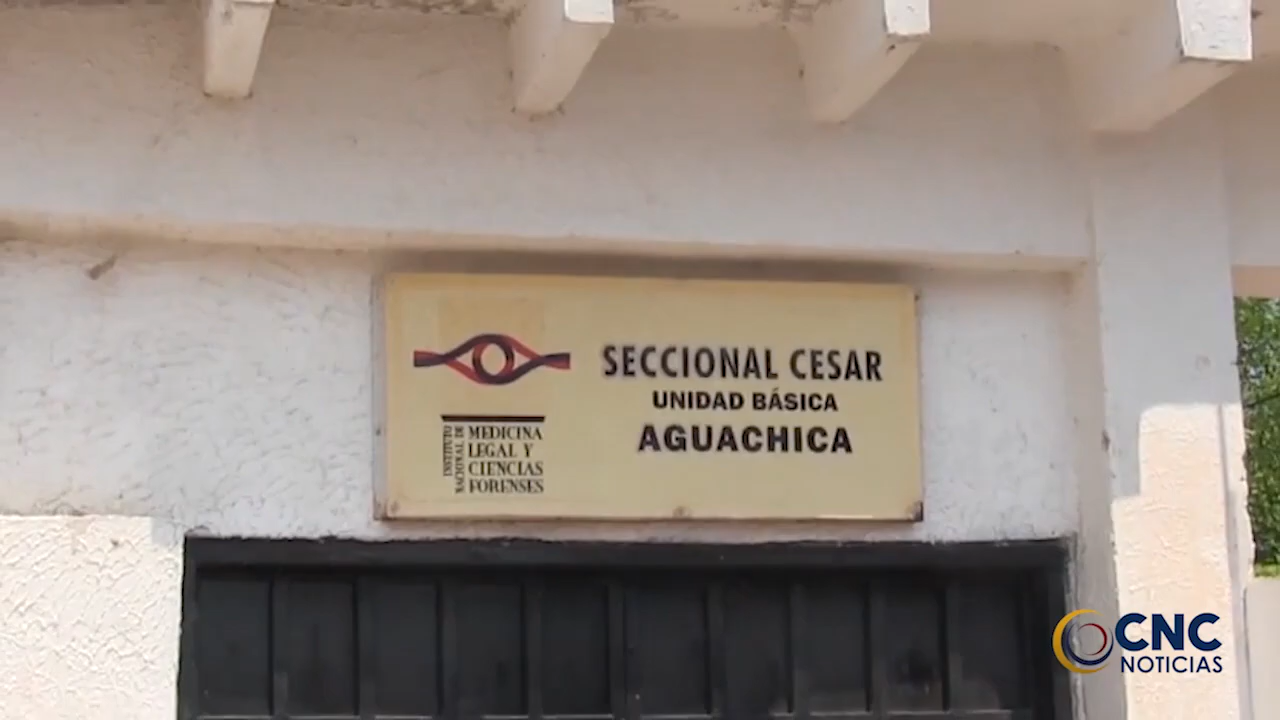 SECCIONAL CESAR
UNIDAD BÁSICA
AGUACHICA
INSTITUTO
NACIONAL DE
MEDICINA
LEGAL Y
CIENCIAS
FORENSES
CNC
NOTICIAS